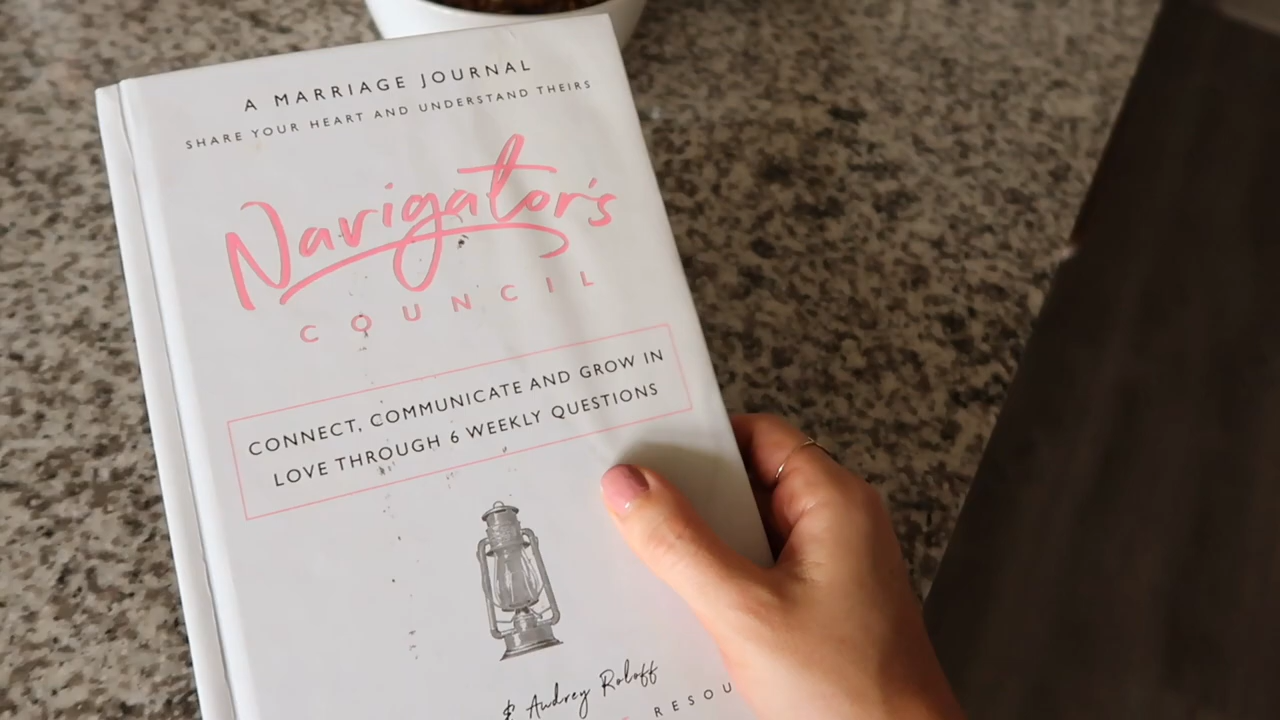 A MARRIAGE JOURNAL
SHARE YOUR HEART AND UNDERSTAND THEIRS
Navigator's
COUNCIL
CONNECT, COMMUNICATE AND GROW IN
LOVE THROUGH 6 WEEKLY QUESTIONS
& Audrey Roloff
RESOU